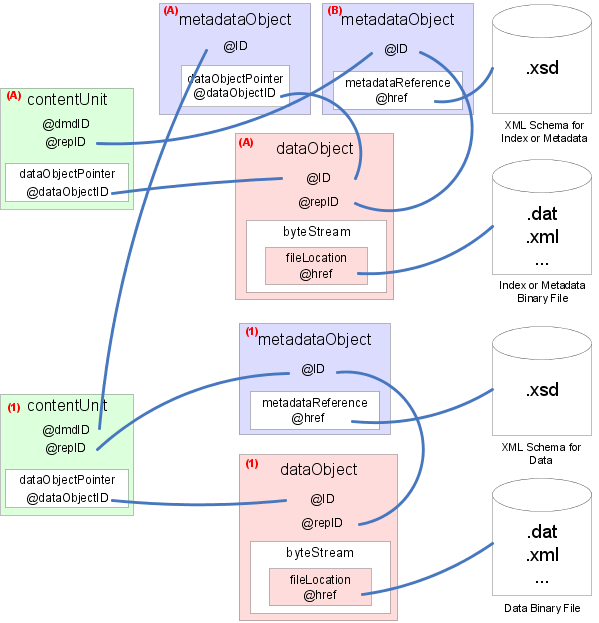 (A)
metadataObject
@ID
dataObjectPointer
@dataObjectID
(B)
metadataObject
@ID
metadataReference
@href
.xsd
XML Schema for
Index or Metadata
(A)
contentUnit
@dmdID
@repID
dataObjectPointer
@dataObjectID
(A)
dataObject
@ID
@repID
byteStream
fileLocation
@href
.dat
.xml
...
Index or Metadata
Binary File
(1)
metadataObject
@ID
metadataReference
@href
.xsd
XML Schema for
Data
(1)
contentUnit
@dmdID
@repID
dataObjectPointer
@dataObjectID
(1)
dataObject
@ID
@repID
byteStream
fileLocation
@href
.dat
.xml
...
Data Binary File